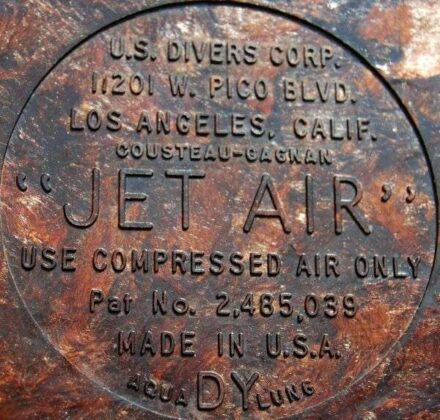 U.S. DIVERS CORP.
11201 W. PICO BLVD.
LOS ANGELES, CALIF.
COUSTEAU-GAGNAN
"JET AIR"
USE COMPRESSED AIR ONLY
Pat No. 2,485,039
MADE IN U.S.A.
AQUA DY LUNG